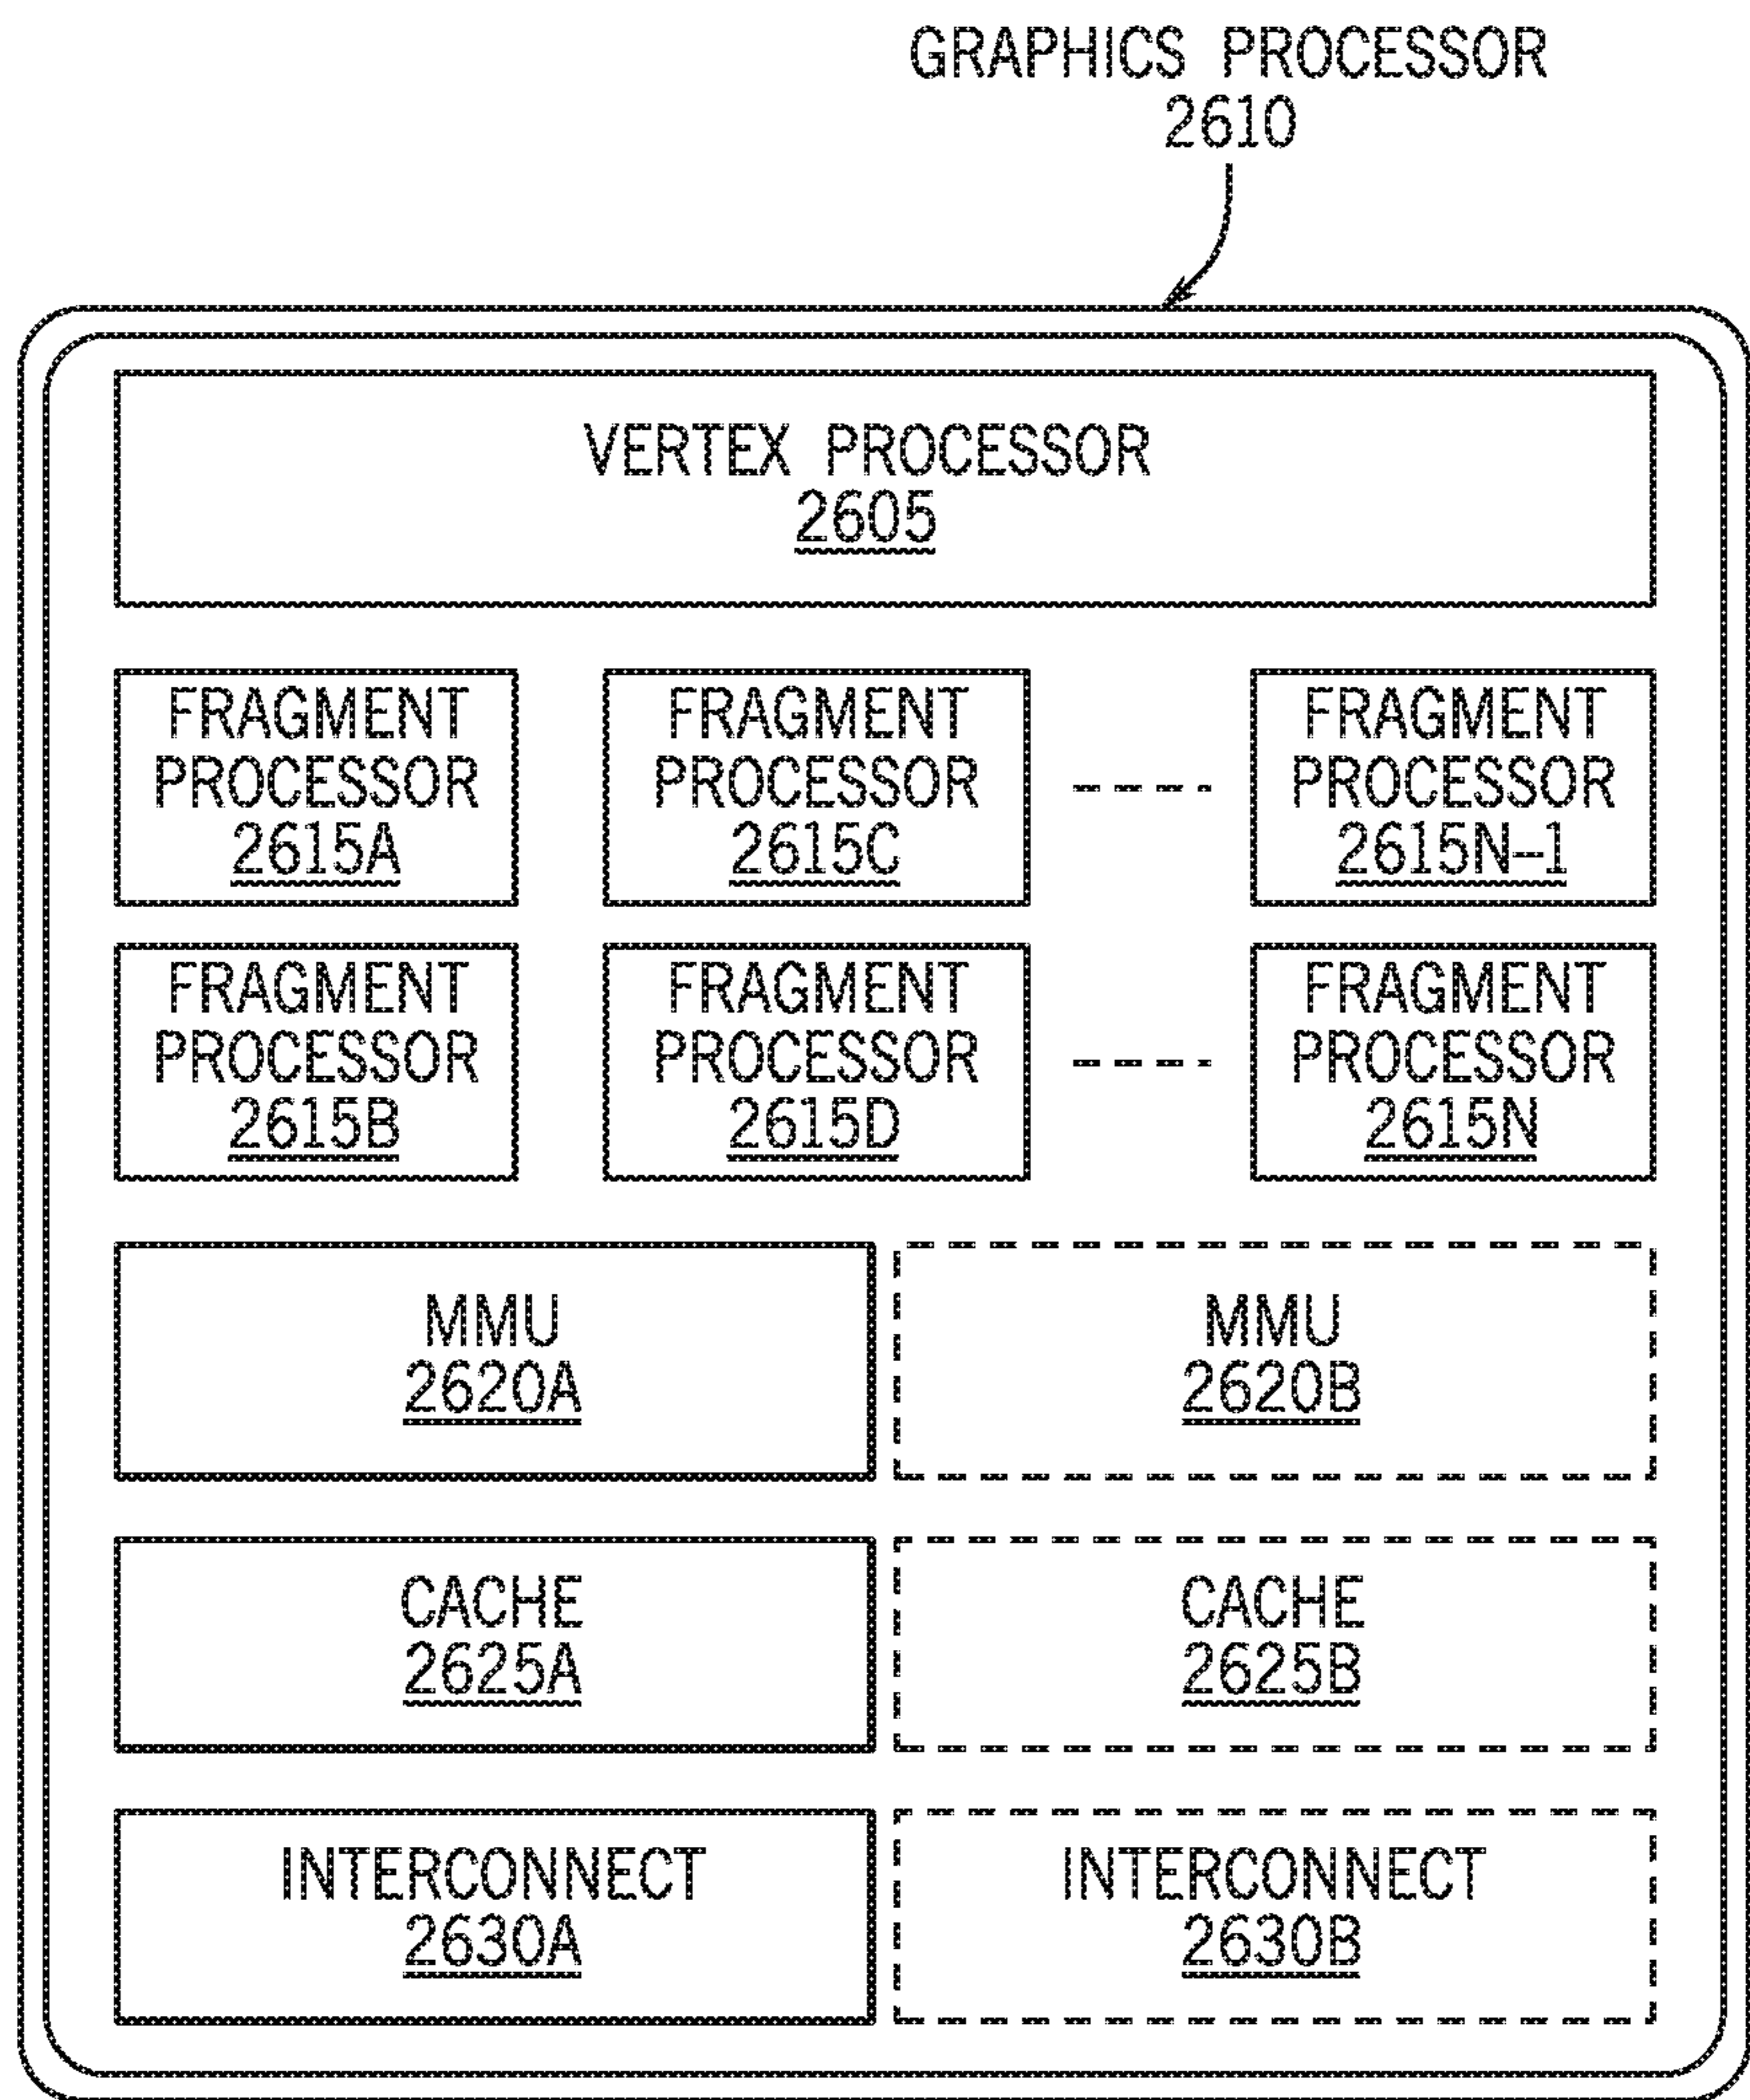 GRAPHICS PROCESSOR
2610
VERTEX PROCESSOR
2605
FRAGMENT
PROCESSOR
2615A
FRAGMENT
PROCESSOR
2615C
FRAGMENT
PROCESSOR
2615N-1
FRAGMENT
PROCESSOR
2615B
FRAGMENT
PROCESSOR
2615D
FRAGMENT
PROCESSOR
2615N
MMU
2620A
MMU
2620B
CACHE
2625A
CACHE
2625B
INTERCONNECT
2630A
INTERCONNECT
2630B